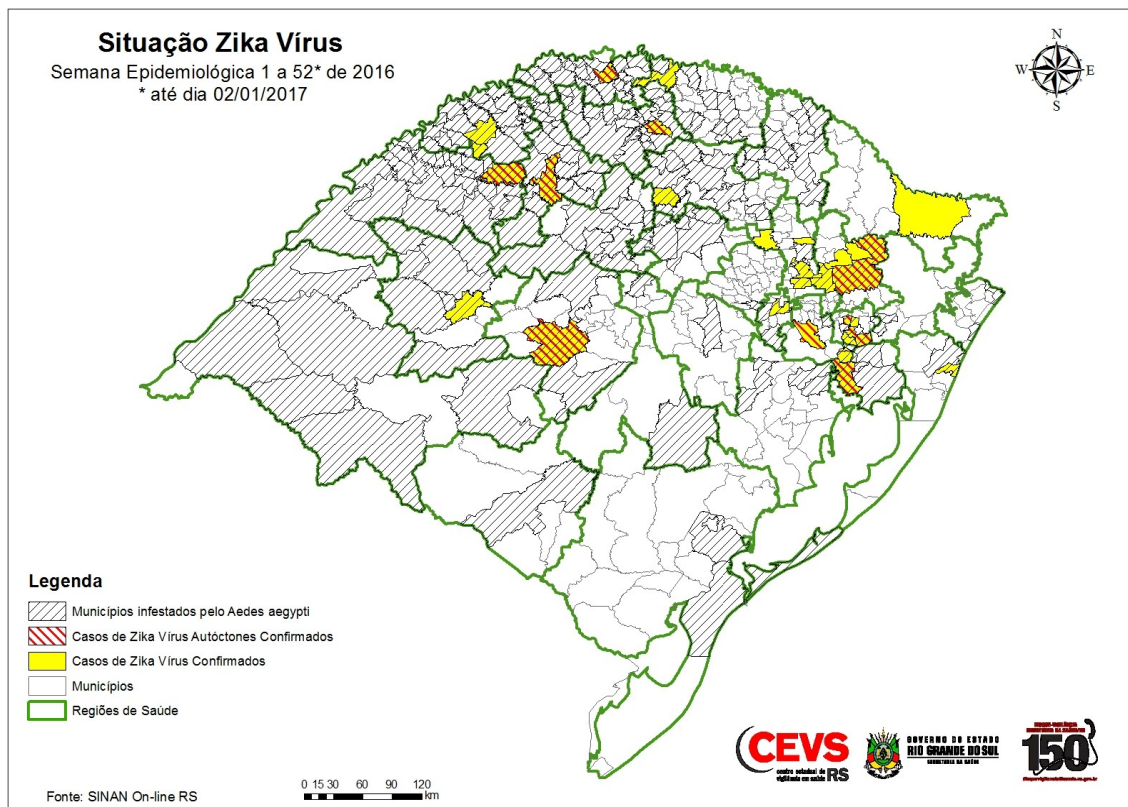 Situação Zika Vírus
Semana Epidemiológica 1 a 52* de 2016
* até dia 02/01/2017
N
W
E
S
Legenda
Municípios infestados pelo Aedes aegypti
Casos de Zika Vírus Autóctones Confirmados
Casos de Zika Vírus Confirmados
Municípios
Regiões de Saúde
Fonte: SINAN On-line RS
0 15 30 60 90 120
km
CEVS
centro estadual de
vigilância em saúde RS
GOVERNO DO ESTADO
RIO GRANDE DO SUL
SECRETARIA DA SAÚDE
150